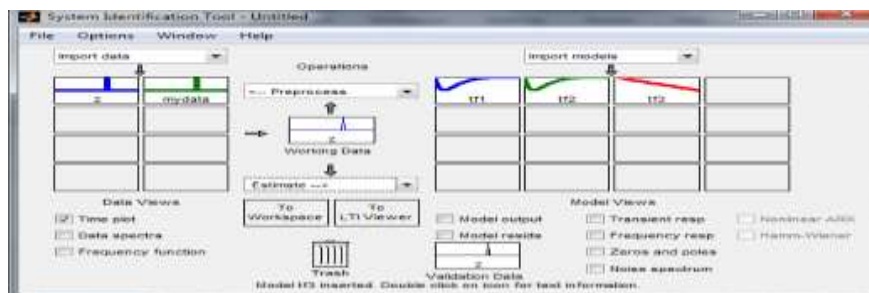 System Identification Tool - Untitled
File Options Window Help
Import data
Operations
Import models
<-- Preprocess
z
mydata
tf1
tf2
tf3
z
Working Data
Estimate -->
Data Views
To Workspace
To LTI Viewer
Model Views
Time plot
Data spectra
Frequency function
Model output
Model resids
Transient resp
Frequency resp
Zeros and poles
Noise spectrum
Nonlinear ARX
Hamm-Wiener
Trash
z
Validation Data
Model tf3 inserted. Double click on icon for text information.